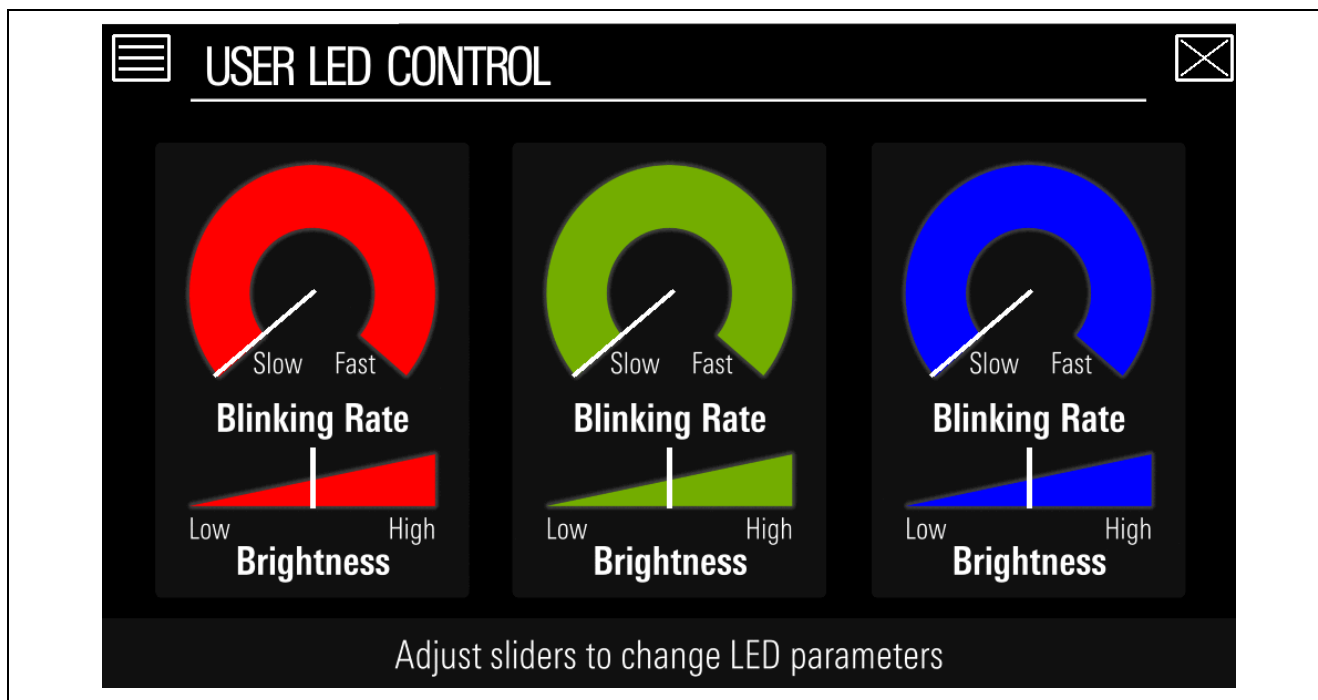 USER LED CONTROL
Slow Fast
Blinking Rate
Low High
Brightness
Slow Fast
Blinking Rate
Low High
Brightness
Slow Fast
Blinking Rate
Low High
Brightness
Adjust sliders to change LED parameters